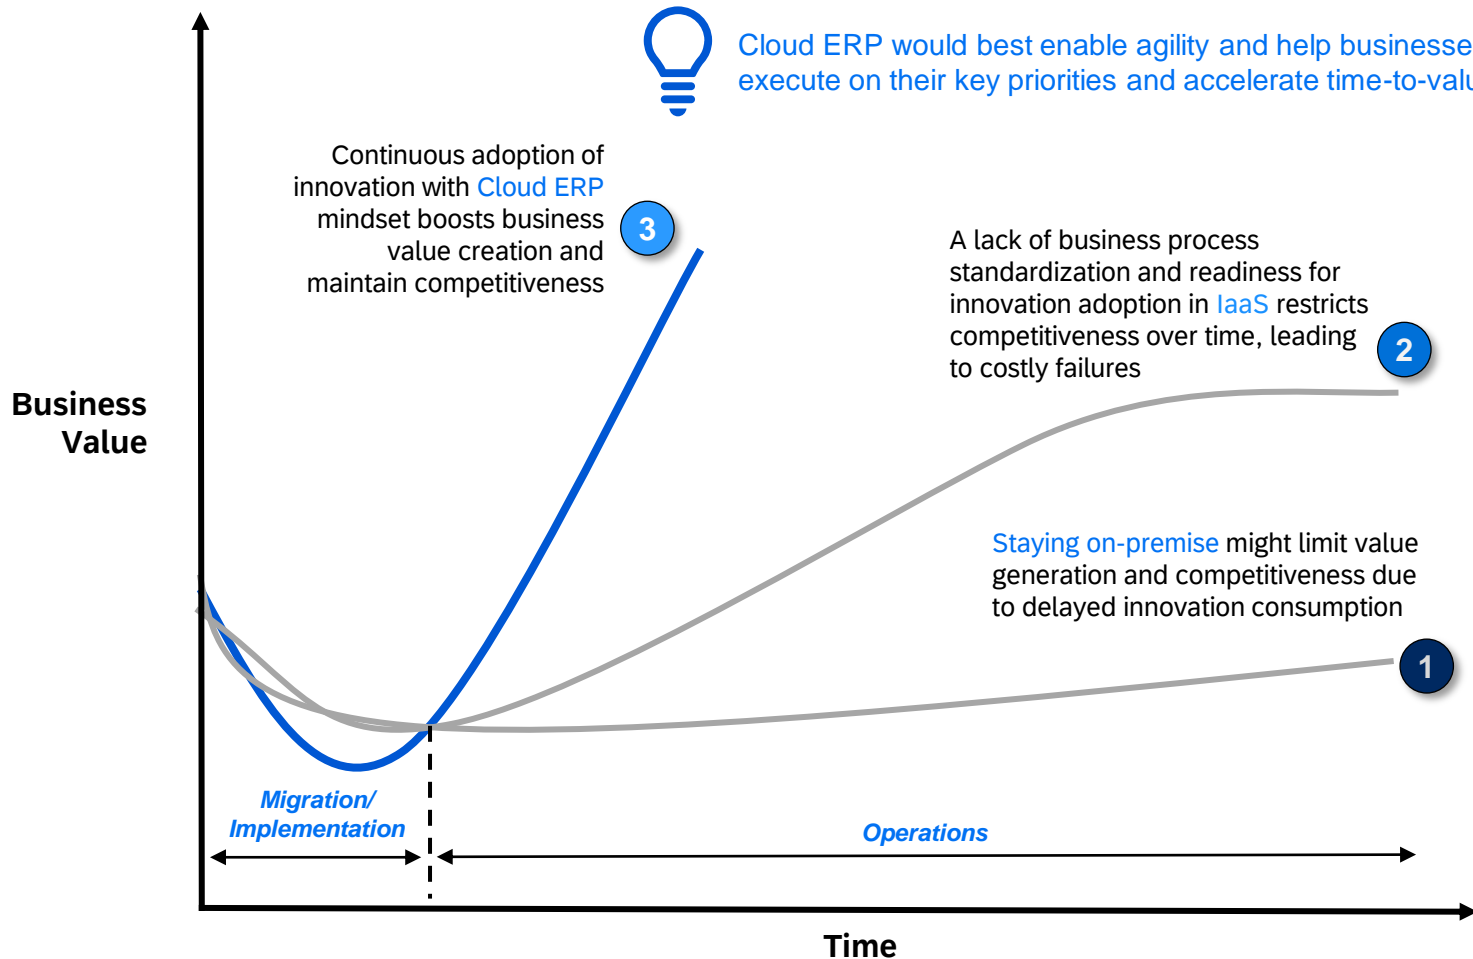 Cloud ERP would best enable agility and help businesse
execute on their key priorities and accelerate time-to-valu
Continuous adoption of
innovation with Cloud ERP
mindset boosts business
value creation and
maintain competitiveness
3
A lack of business process
standardization and readiness for
innovation adoption in IaaS restricts
competitiveness over time, leading
to costly failures
2
Business
Value
Staying on-premise might limit value
generation and competitiveness due
to delayed innovation consumption
1
Migration/
Implementation
Operations
Time